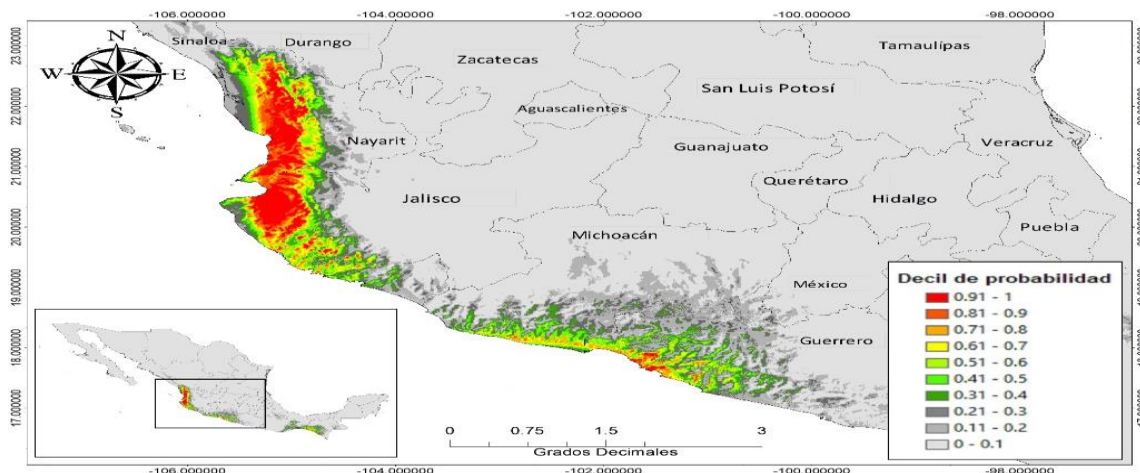 -106.000000 -104.000000 -102.000000 -100.000000 -98.000000
N
W E
S
Sinaloa Durango
Zacatecas
Tamaulípas
San Luis Potosí
Aguascalientes
Nayarit
Guanajuato
Veracruz
Querétaro
Jalisco
Hidalgo
Puebla
Michoacán
México
Guerrero
23.000000
22.000000
21.000000
20.000000
19.000000
18.000000
17.000000
Decil de probabilidad
0.91 - 1
0.81 - 0.9
0.71 - 0.8
0.61 - 0.7
0.51 - 0.6
0.41 - 0.5
0.31 - 0.4
0.21 - 0.3
0.11 - 0.2
0 - 0.1
0 0.75 1.5 3
Grados Decimales
-106.000000 -104.000000 -102.000000 -100.000000 -98.000000